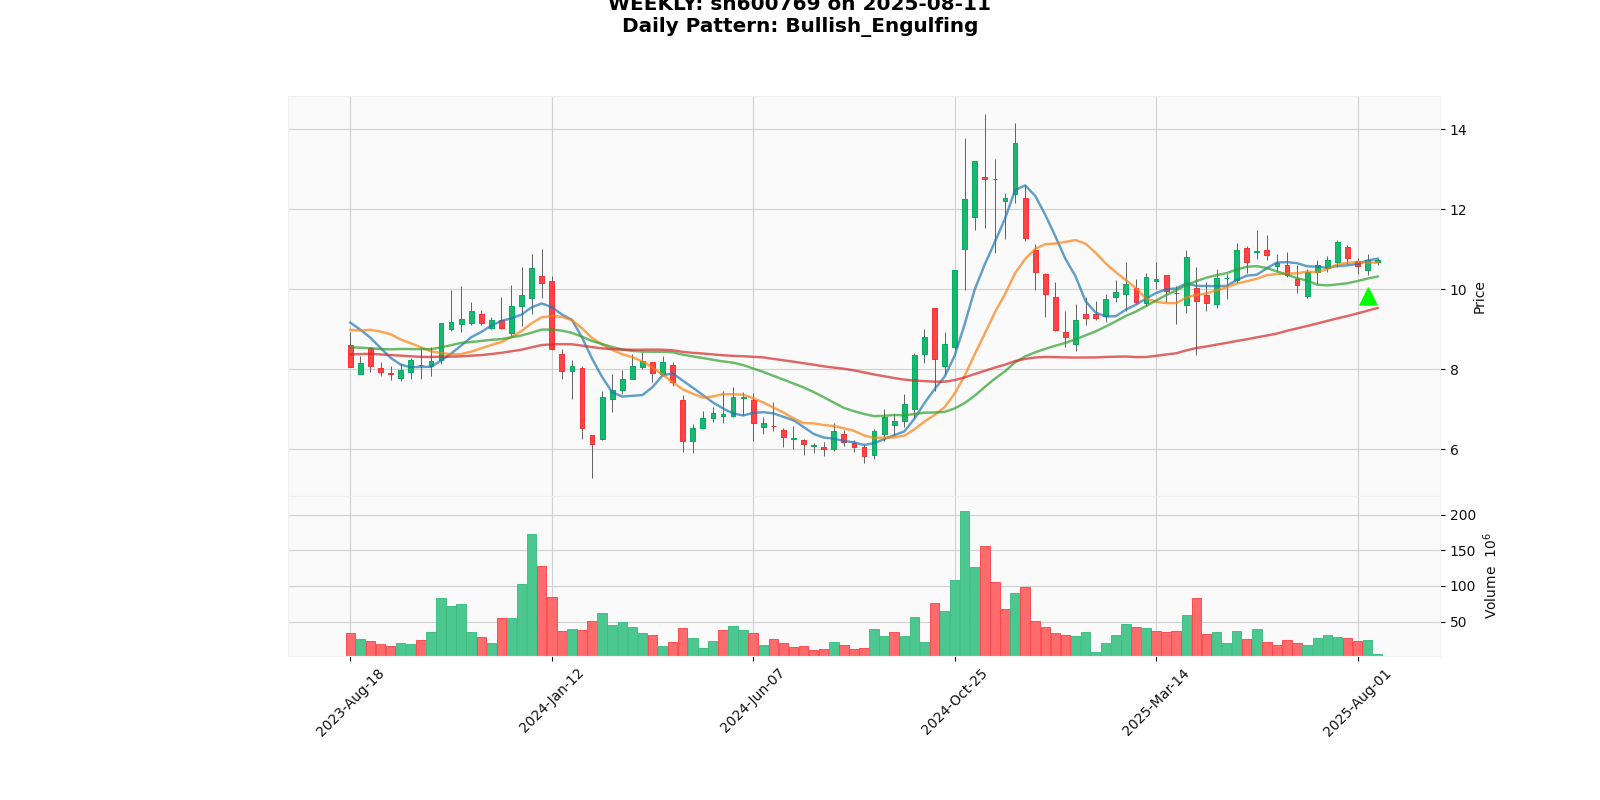 WEEKLY: sh600769 on 2025-08-11
Daily Pattern: Bullish_Engulfing
14
12
10
8
6
Price
200
150
100
50
Volume 10^6
2023-Aug-18
2024-Jan-12
2024-Jun-07
2024-Oct-25
2025-Mar-14
2025-Aug-01